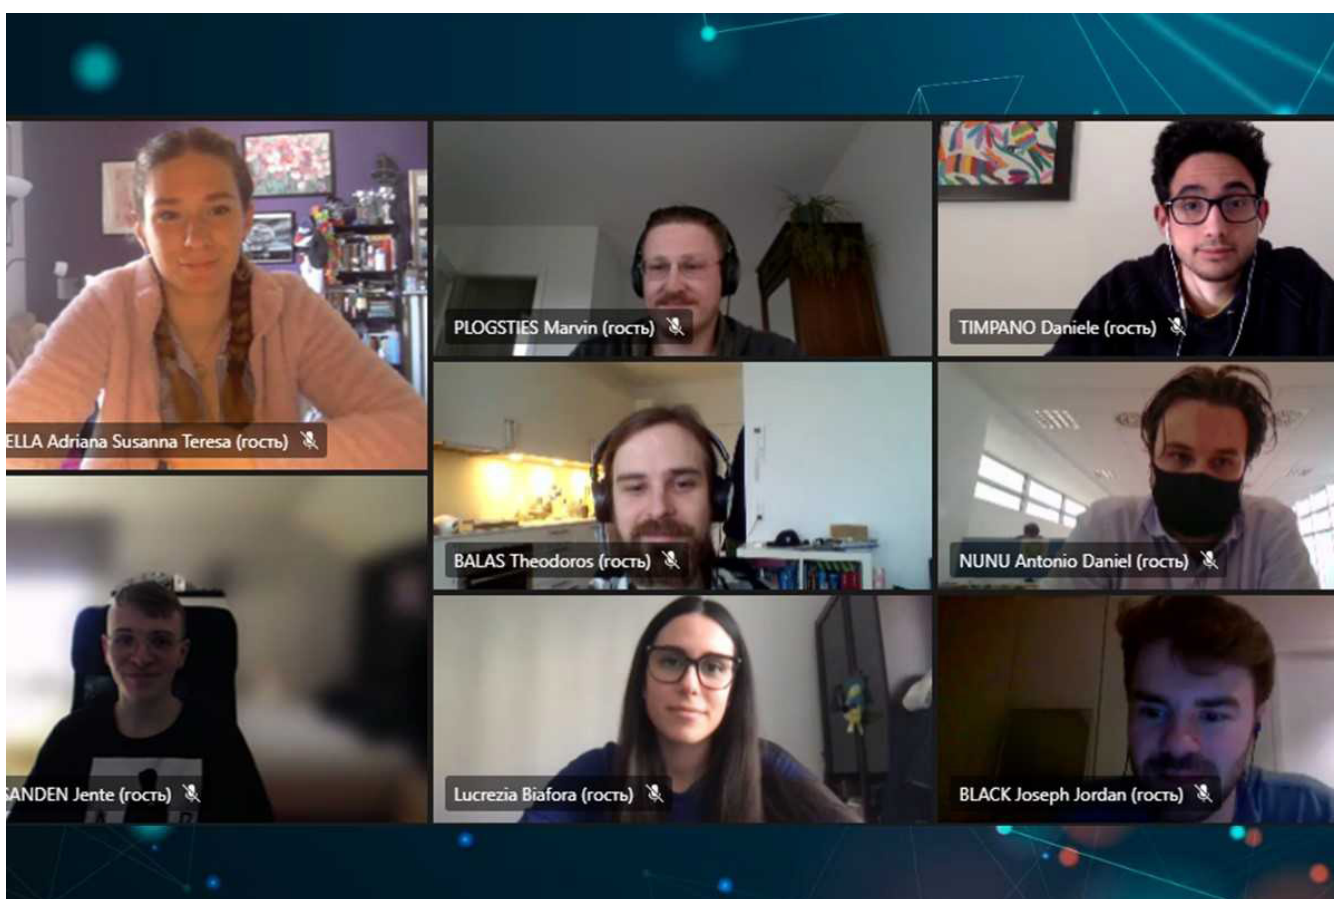 ELLA Adriana Susanna Teresa (гость)
PLOGSTIES Marvin (гость)
TIMPANO Daniele (гость)
BALAS Theodoros (гость)
NUNU Antonio Daniel (гость)
SANDEN Jente (гость)
Lucrezia Biafora (гость)
BLACK Joseph Jordan (гость)